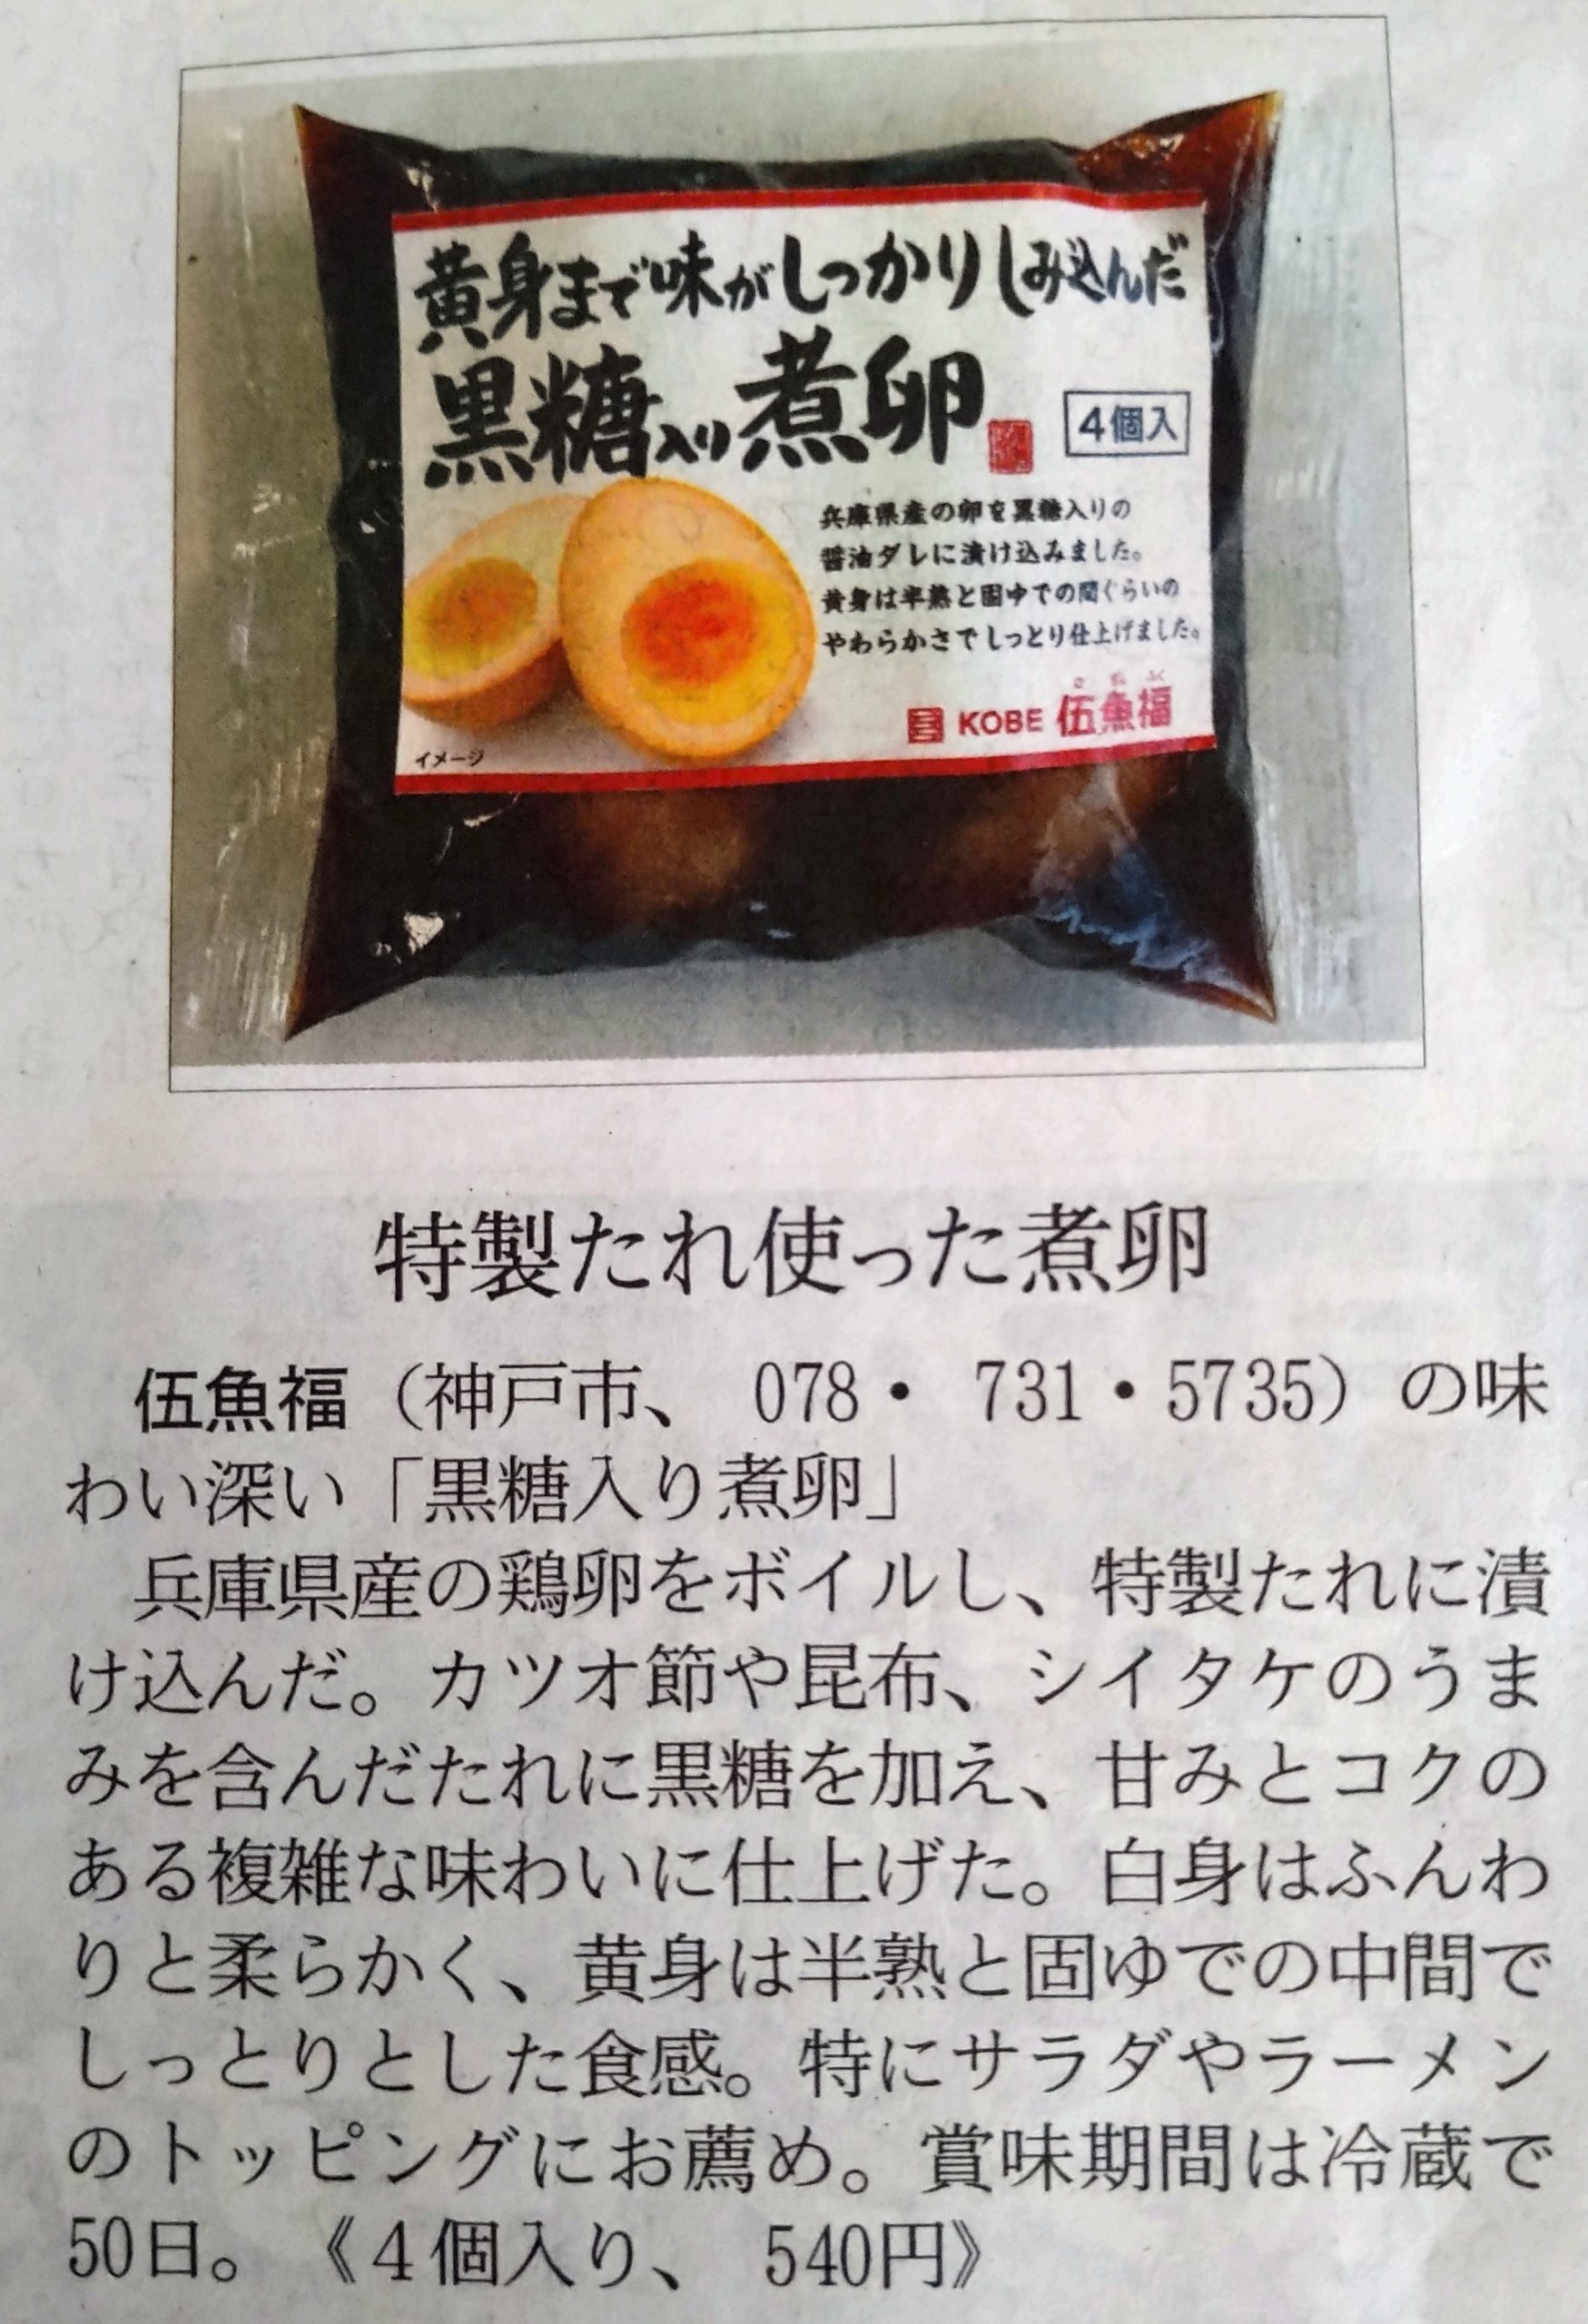 黄身まで味がしっかりしみ込んだ
黒糖入り煮卵
4個入
兵庫県産の卵を黒糖入りの
醤油ダレに漬け込みました。
黄身は半熟と固ゆでの間ぐらいの
やわらかさでしっとり仕上げました。
KOBE 伍魚福
イメージ
特製たれ使った煮卵
伍魚福（神戸市、078・731・5735）の味
わい深い「黒糖入り煮卵」
兵庫県産の鶏卵をボイルし、特製たれに漬
け込んだ。カツオ節や昆布、シイタケのうま
みを含んだたれに黒糖を加え、甘みとコクの
ある複雑な味わいに仕上げた。白身はふんわ
りと柔らかく、黄身は半熟と固ゆでの中間で
しっとりとした食感。特にサラダやラーメン
のトッピングにお薦め。賞味期間は冷蔵で
50日。《４個入り、540円》